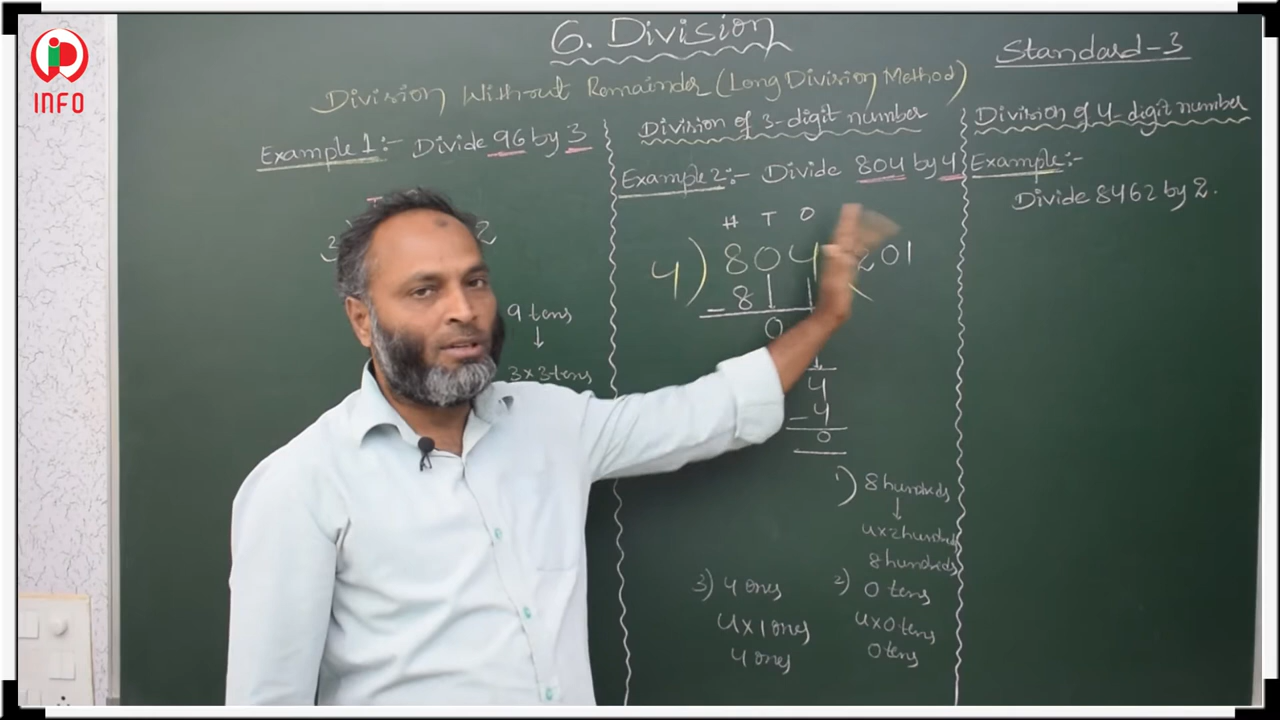 INFO
6. Division
Standard-3
Division Without Remainder (Long Division Method)
Example 1:- Divide 96 by 3
9 tens
↓
3 x 3 tens
Division of 3-digit number
Example 2:- Divide 804 by 4
H T O
4) 804 201
- 8
0
4
- 4
0
1) 8 hundreds
↓
4x2 hundreds
8 hundreds
2) 0 tens
4x0 tens
0 tens
3) 4 ones
4x1 ones
4 ones
Division of 4-digit number
Example:-
Divide 8462 by 2.